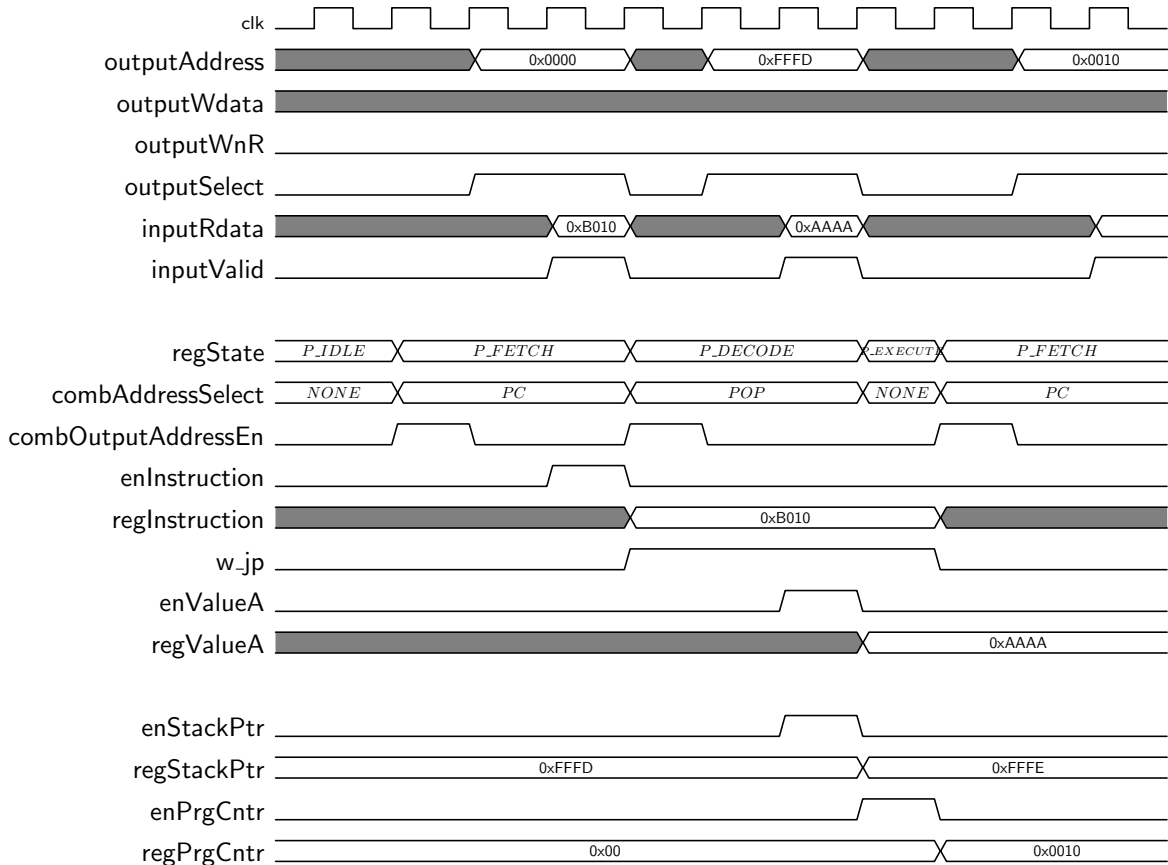 clk
outputAddress 0x0000 0xFFFD 0x0010
outputWdata
outputWnR
outputSelect
inputRdata 0xB010 0xAAAA
inputValid
regState P_IDLE P_FETCH P_DECODE P_EXECUTE P_FETCH
combAddressSelect NONE PC POP NONE PC
combOutputAddressEn
enInstruction
regInstruction 0xB010
w_jp
enValueA
regValueA 0xAAAA
enStackPtr
regStackPtr 0xFFFD 0xFFFE
enPrgCntr
regPrgCntr 0x00 0x0010